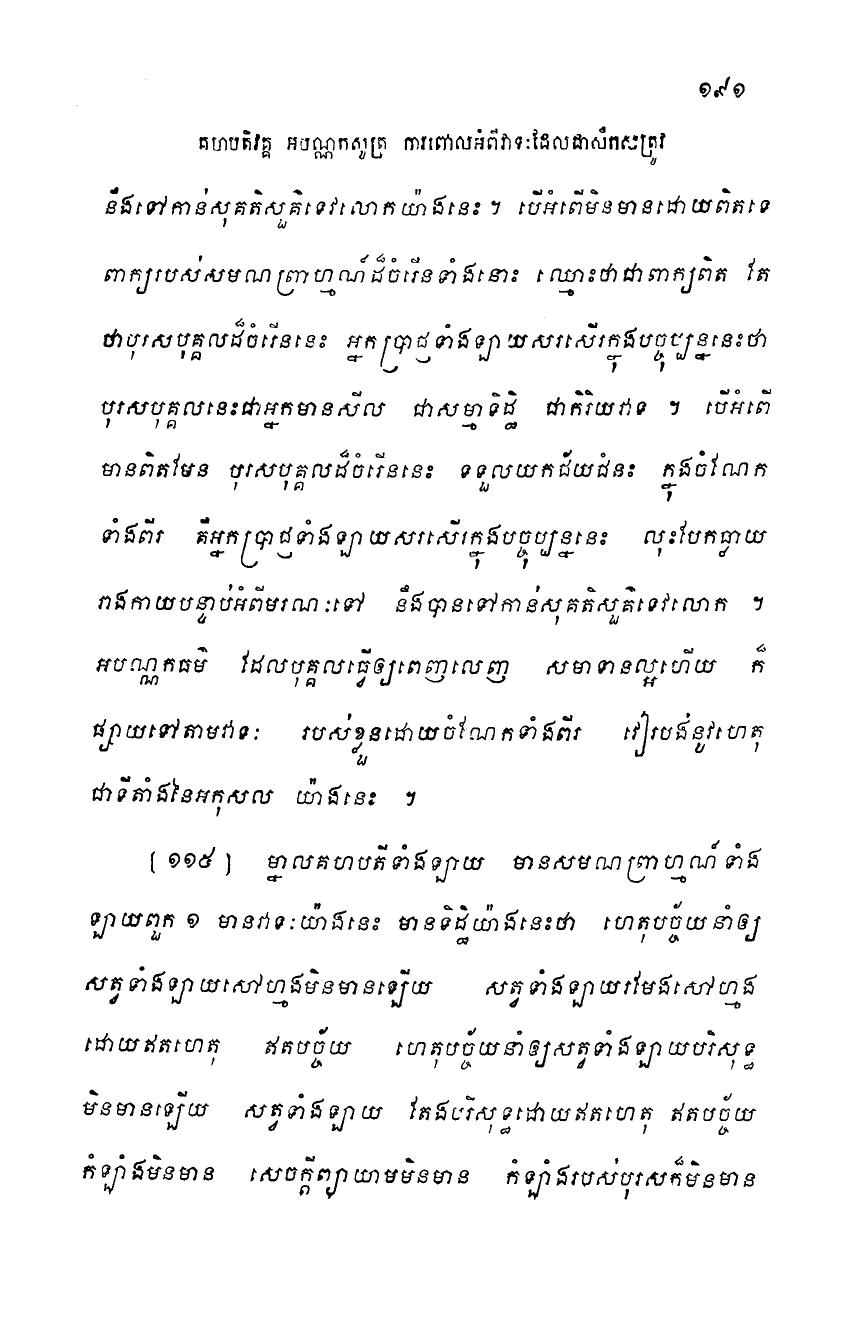 ១៩១
គហបតិវគ្គ អបណ្ណកសូត្រ ការពោលអំពីវាទៈដែលជាសឹកសត្រូវ
នឹងទៅកាន់សុគតិសួគ៌ទេវលោកយ៉ាងនេះ ។ បើអំពើមិនមានដោយពិតទេ
ពាក្យរបស់សមណព្រាហ្មណ៍ដ៏ចំរើនទាំងនោះ ឈ្មោះថាជាពាក្យពិត តែ
ថាបុរសបុគ្គលដ៏ចំរើននេះ អ្នកប្រាជ្ញទាំងឡាយសរសើរក្នុងបច្ចុប្បន្ននេះថា
បុរសបុគ្គលនេះជាអ្នកមានសីល ជាសម្មាទិដ្ឋិ ជាកិរិយវាទ ។ បើអំពើ
មានពិតមែន បុរសបុគ្គលដ៏ចំរើននេះ ទទួលយកជ័យជំនះ ក្នុងចំណែក
ទាំងពីរ គឺអ្នកប្រាជ្ញទាំងឡាយសរសើរក្នុងបច្ចុប្បន្ននេះ លុះបែកធ្លាយ
រាងកាយបន្ទាប់អំពីមរណៈទៅ នឹងបានទៅកាន់សុគតិសួគ៌ទេវលោក ។
អបណ្ណកធម៌ ដែលបុគ្គលធ្វើឲ្យពេញលេញ សមាទានល្អហើយ ក៏
ផ្សាយទៅតាមវាទៈ របស់ខ្លួនដោយចំណែកទាំងពីរ វៀរបង់នូវហេតុ
ជាទីតាំងនៃអកុសល យ៉ាងនេះ ។
[ ១១៥ ] ម្នាលគហបតីទាំងឡាយ មានសមណព្រាហ្មណ៍ ទាំង
ឡាយពួក ១ មានវាទៈយ៉ាងនេះ មានទិដ្ឋិយ៉ាងនេះថា ហេតុបច្ច័យនាំឲ្យ
សត្វទាំងឡាយសៅហ្មងមិនមានឡើយ សត្វទាំងឡាយរមែងសៅហ្មង
ដោយឥតហេតុ ឥតបច្ច័យ ហេតុបច្ច័យនាំឲ្យសត្វទាំងឡាយបរិសុទ្ធ
មិនមានឡើយ សត្វទាំងឡាយ តែងបរិសុទ្ធដោយឥតហេតុ ឥតបច្ច័យ
កំឡាំងមិនមាន សេចក្តីព្យាយាមមិនមាន កំឡាំងរបស់បុរសក៏មិនមាន